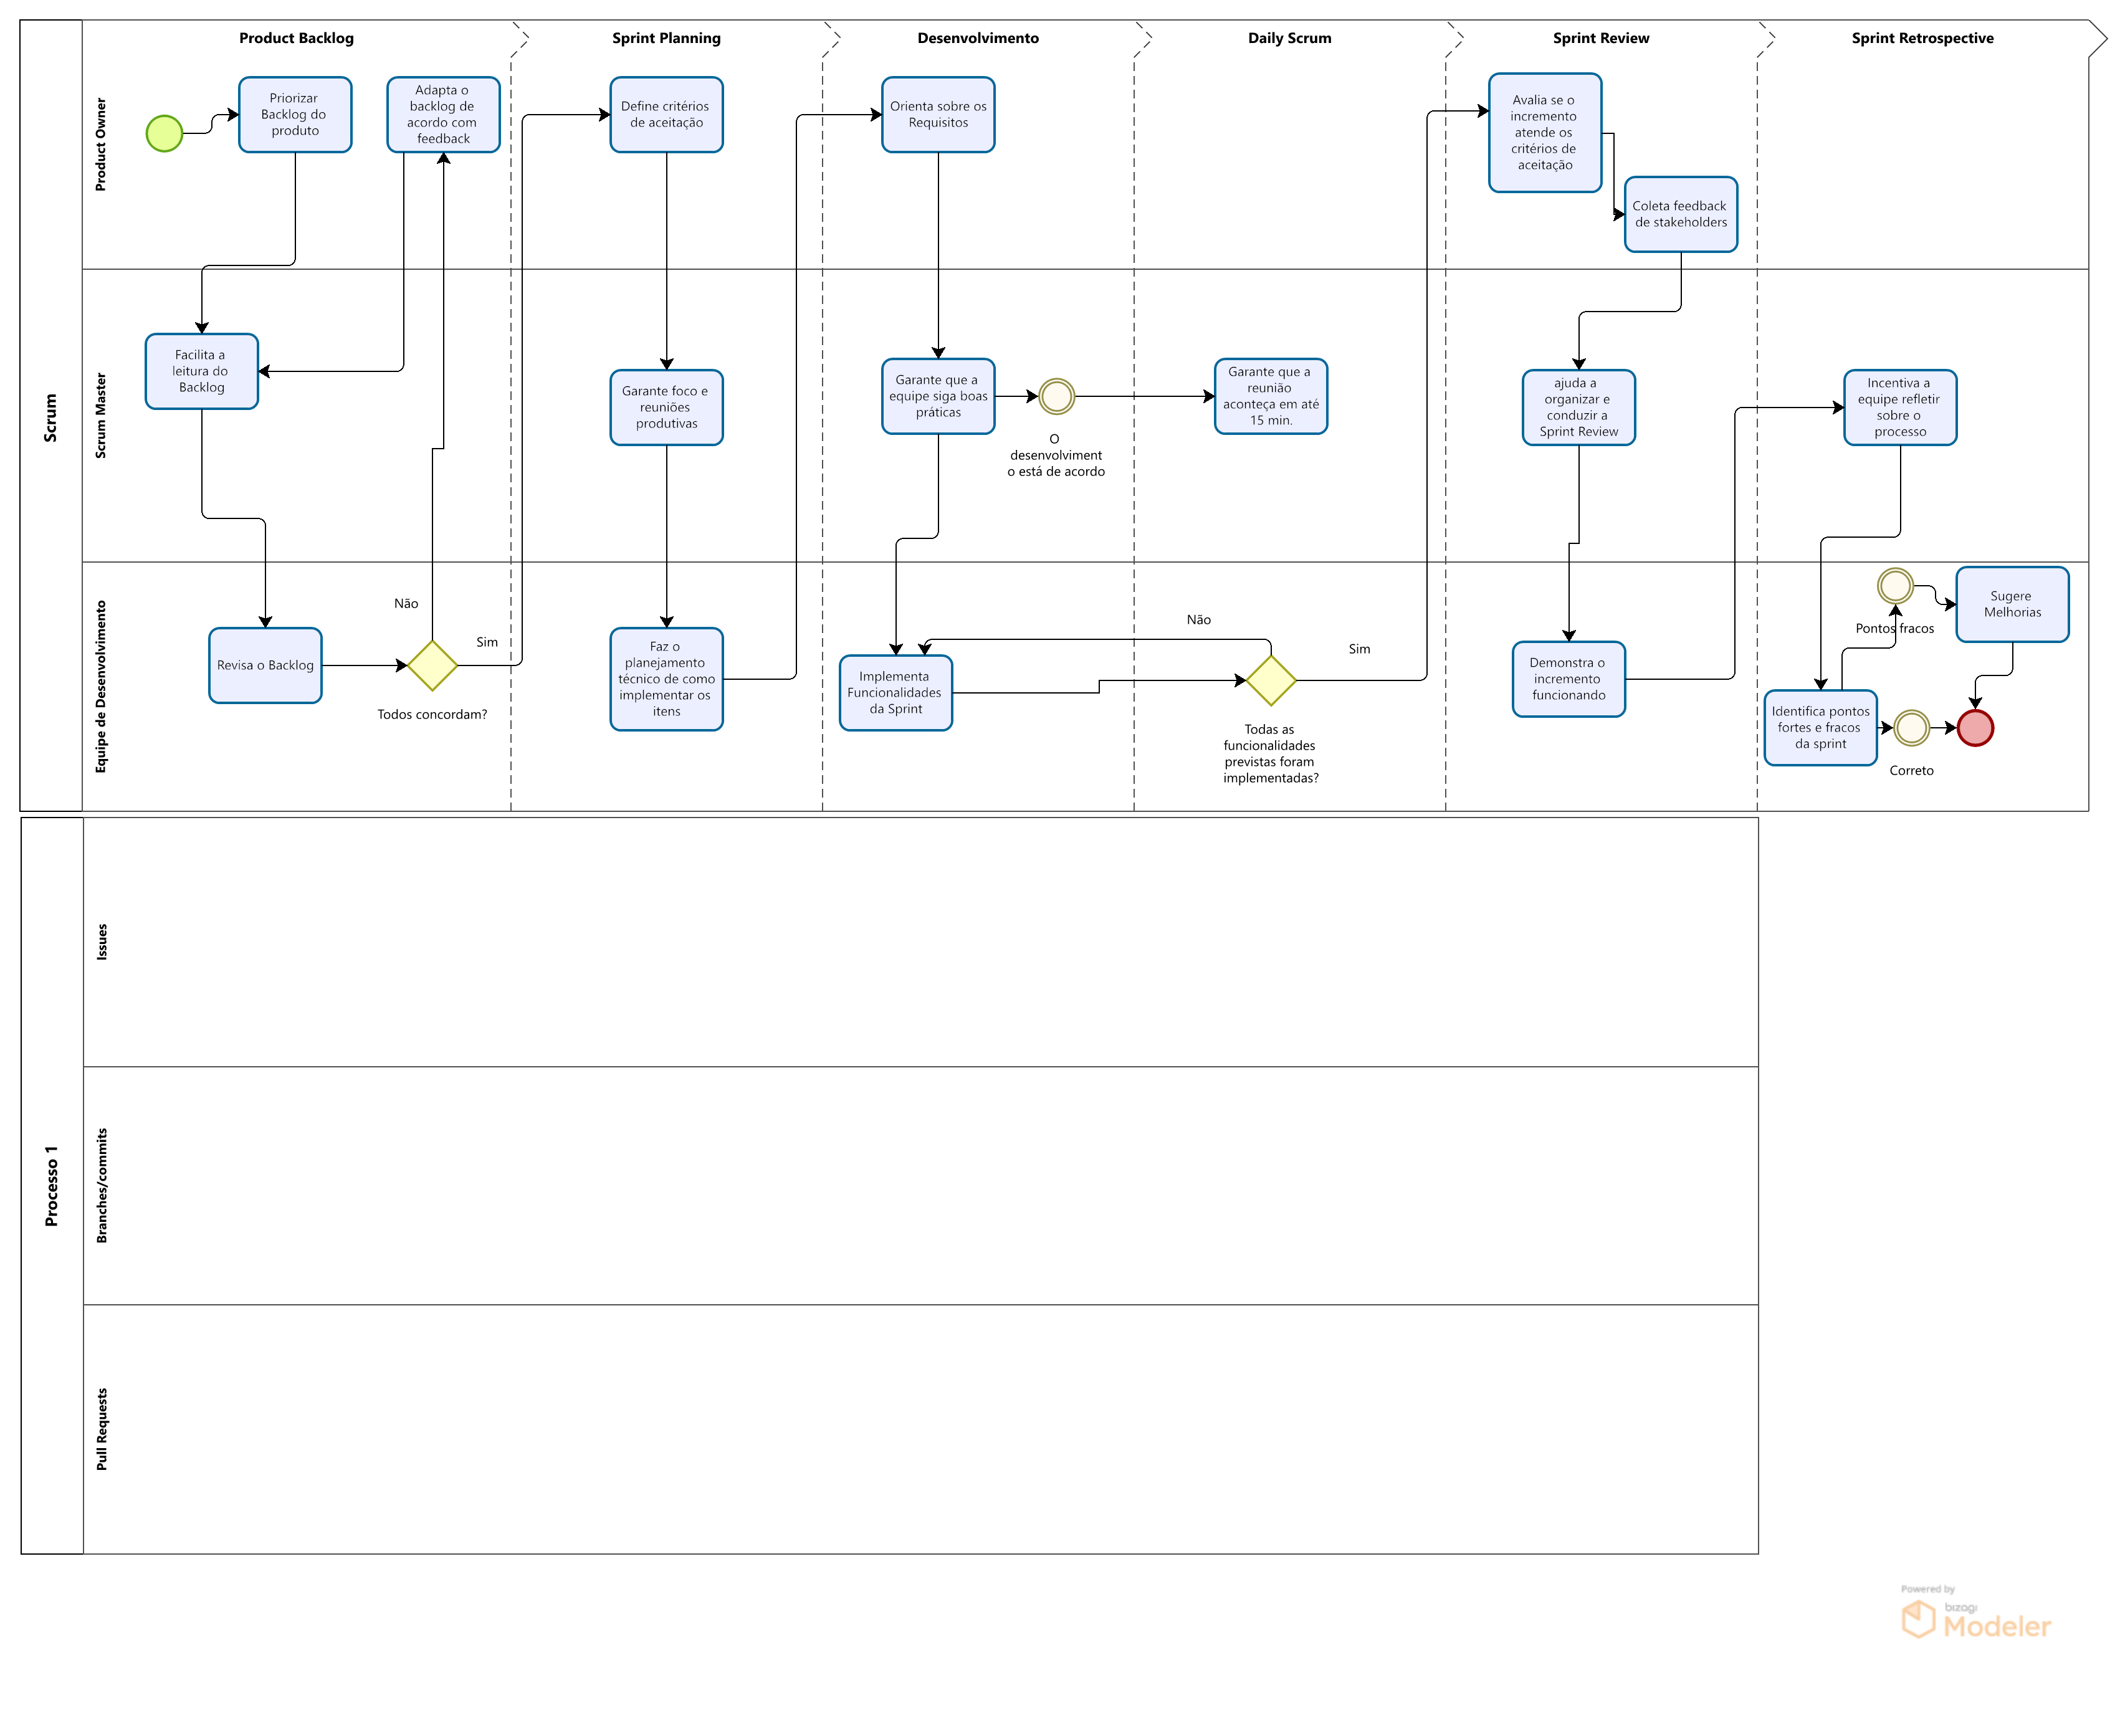 Product Backlog
Sprint Planning
Desenvolvimento
Daily Scrum
Sprint Review
Sprint Retrospective
Scrum
Product Owner
Priorizar
Backlog do
produto
Adapta o
backlog de
acordo com
feedback
Define critérios
de aceitação
Orienta sobre os
Requisitos
Avalia se o
incremento
atende os
critérios de
aceitação
Coleta feedback
de stakeholders
Scrum Master
Facilita a
leitura do
Backlog
Garante foco e
reuniões
produtivas
Garante que a
equipe siga boas
práticas
O
desenvolviment
o está de acordo
Garante que a
reunião
aconteça em até
15 min.
ajuda a
organizar e
conduzir a
Sprint Review
Incentiva a
equipe refletir
sobre o
processo
Equipe de Desenvolvimento
Revisa o Backlog
Não
Sim
Todos concordam?
Faz o
planejamento
técnico de como
implementar os
itens
Implementa
Funcionalidades
da Sprint
Não
Sim
Todas as
funcionalidades
previstas foram
implementadas?
Demonstra o
incremento
funcionando
Identifica pontos
fortes e fracos
da sprint
Pontos fracos
Sugere
Melhorias
Correto
Processo 1
Issues
Branches/commits
Pull Requests
Powered by
bizagi
Modeler